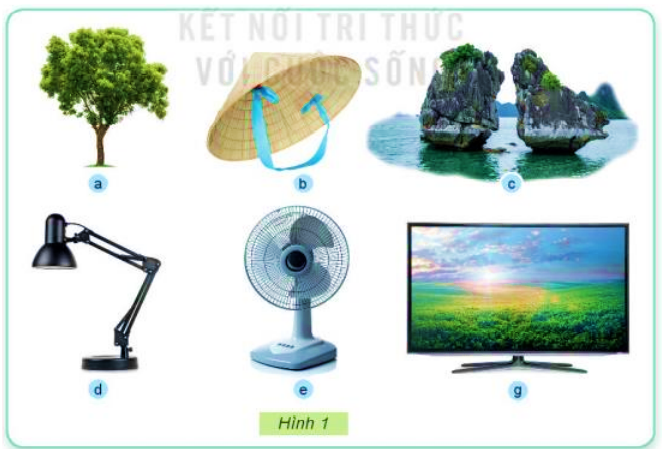 KẾT NỐI TRI THỨC
VỚI CUỘC SỐNG
a
b
c
d
e
g
Hình 1